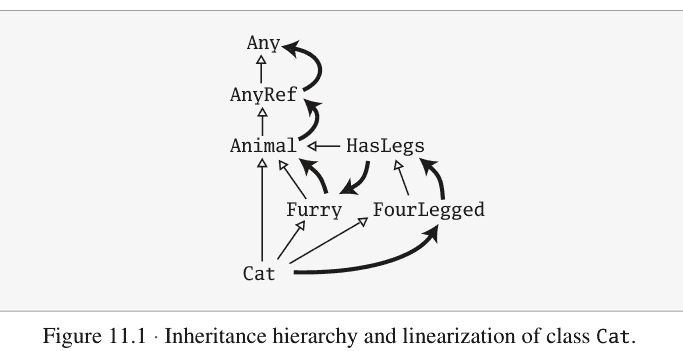 Any
AnyRef
Animal HasLegs
Furry FourLegged
Cat
Figure 11.1 · Inheritance hierarchy and linearization of class Cat.